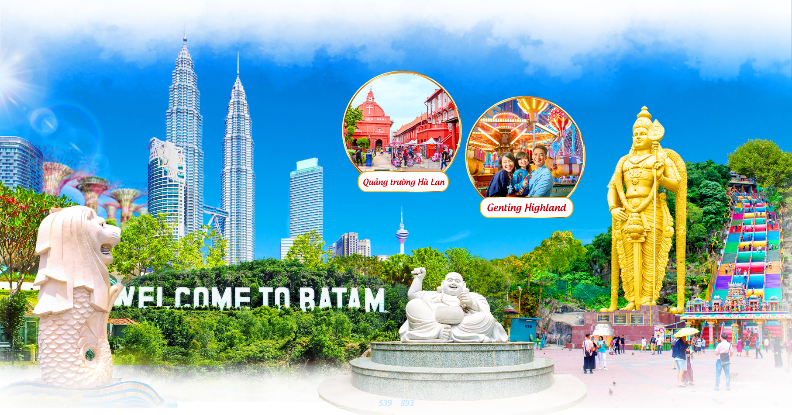 Quảng trường Hà Lan
Genting Highland
WELCOME TO BATAM